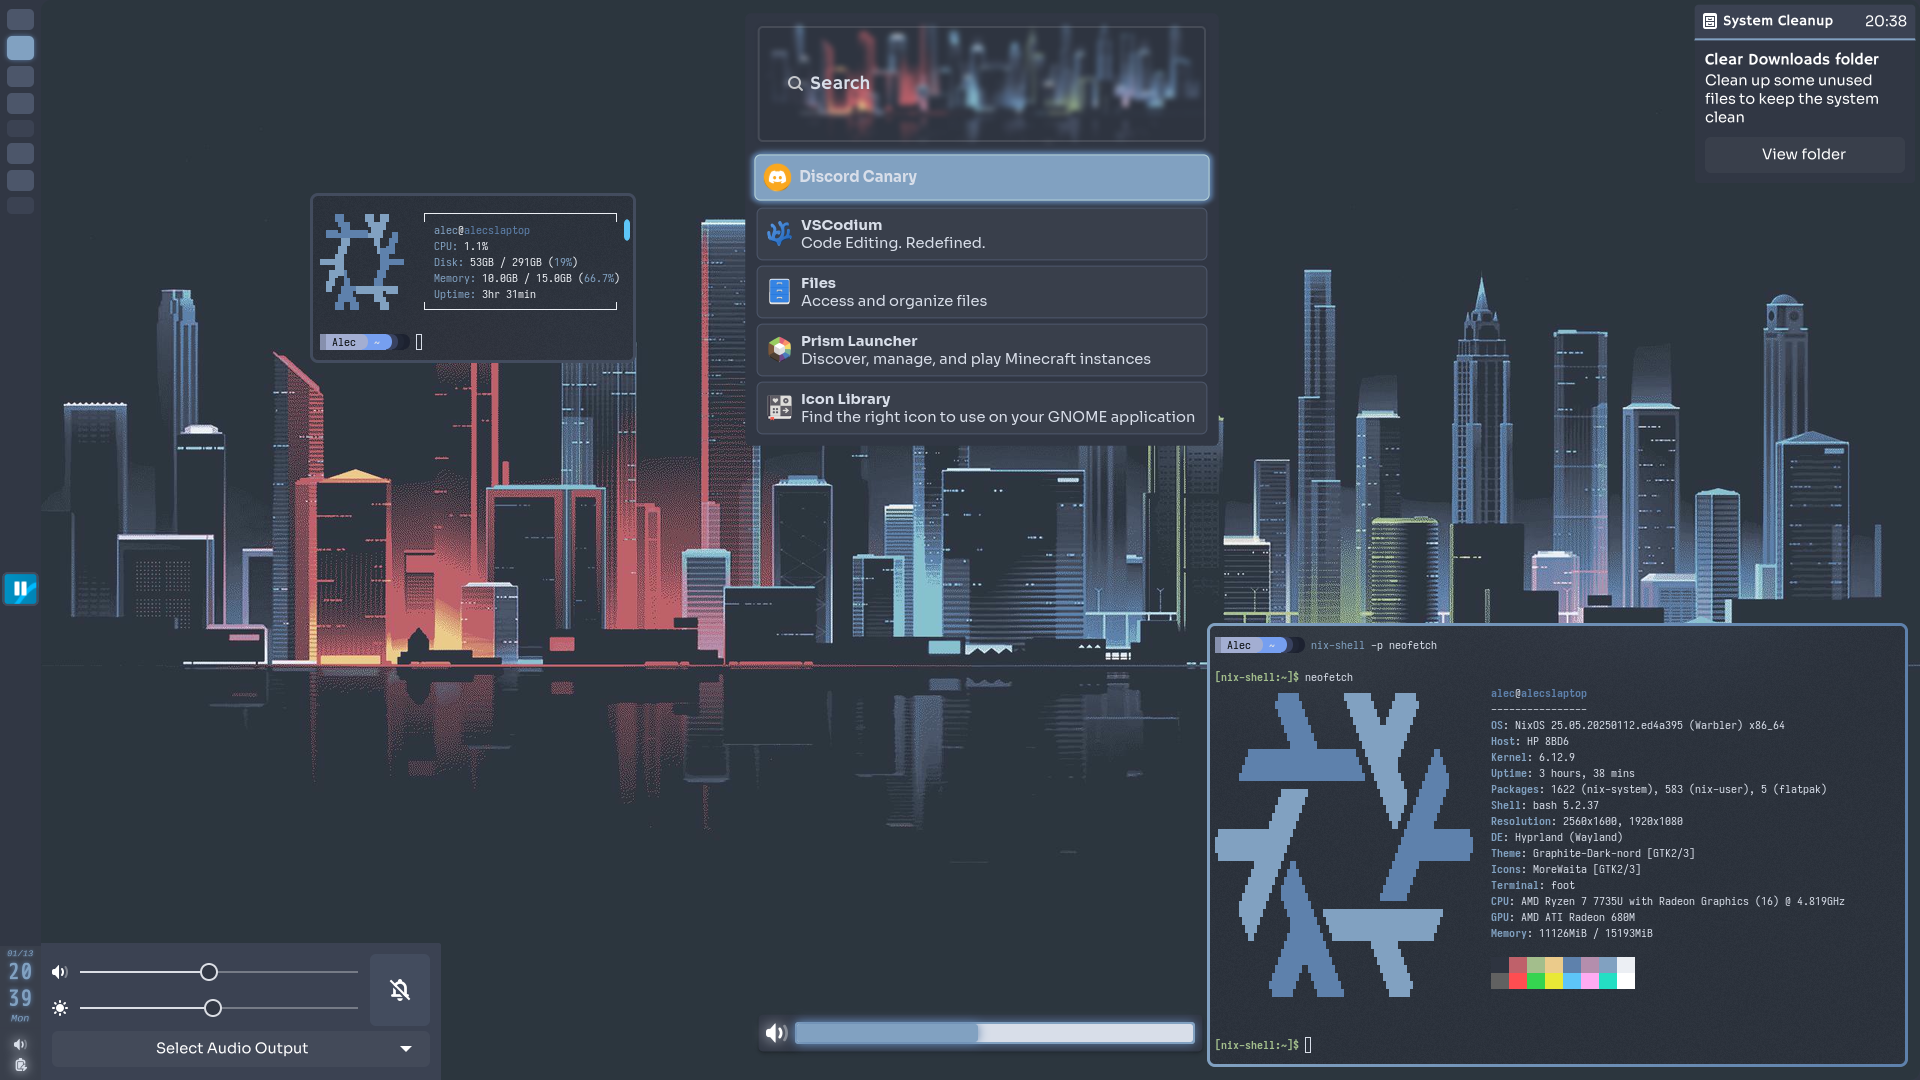 Search
Discord Canary
VSCodium
Code Editing. Redefined.
Files
Access and organize files
Prism Launcher
Discover, manage, and play Minecraft instances
Icon Library
Find the right icon to use on your GNOME application
System Cleanup 20:38
Clear Downloads folder
Clean up some unused
files to keep the system
clean
View folder
alec@alecslaptop
CPU: 1.1%
Disk: 53GB / 291GB (19%)
Memory: 10.0GB / 15.0GB (66.7%)
Uptime: 3hr 31min
Alec ~
Alec ~ nix-shell -p neofetch
[nix-shell:~]$ neofetch
alec@alecslaptop
----------------
OS: NixOS 25.05.20250112.ed4a395 (Warbler) x86_64
Host: HP 8BD6
Kernel: 6.12.9
Uptime: 3 hours, 38 mins
Packages: 1622 (nix-system), 583 (nix-user), 5 (flatpak)
Shell: bash 5.2.37
Resolution: 2560x1600, 1920x1080
DE: Hyprland (Wayland)
Theme: Graphite-Dark-nord [GTK2/3]
Icons: MoreWaita [GTK2/3]
Terminal: foot
CPU: AMD Ryzen 7 7735U with Radeon Graphics (16) @ 4.819GHz
GPU: AMD ATI Radeon 680M
Memory: 11126MiB / 15193MiB
[nix-shell:~]$
01/13
20
39
Mon
Select Audio Output